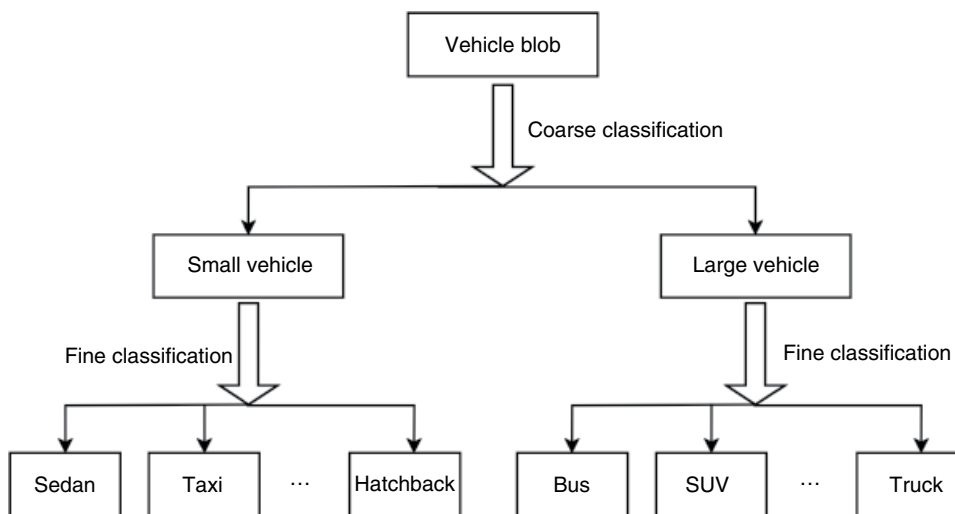 Vehicle blob
Coarse classification
Small vehicle
Large vehicle
Fine classification
Fine classification
Sedan
Taxi
...
Hatchback
Bus
SUV
...
Truck